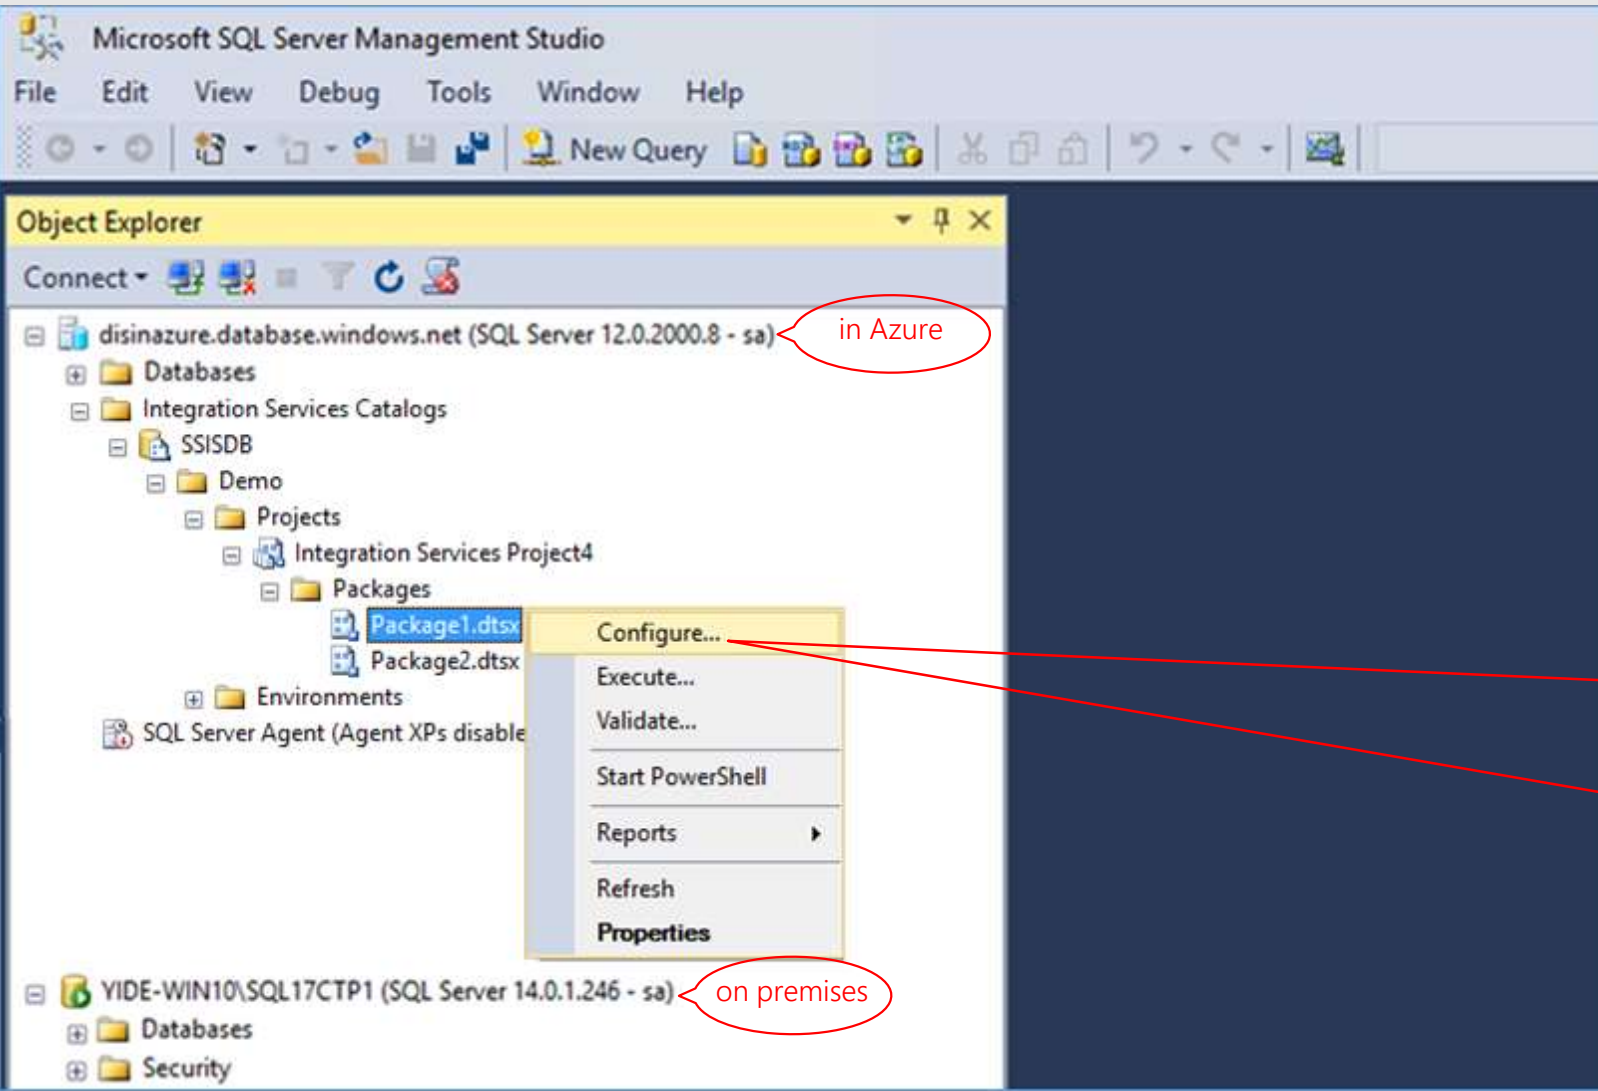 Microsoft SQL Server Management Studio
File Edit View Debug Tools Window Help
New Query
Object Explorer
Connect
disinazure.database.windows.net (SQL Server 12.0.2000.8 - sa)
in Azure
Databases
Integration Services Catalogs
SSISDB
Demo
Projects
Integration Services Project4
Packages
Package1.dtsx
Package2.dtsx
Environments
SQL Server Agent (Agent XPs disable
Configure...
Execute...
Validate...
Start PowerShell
Reports
Refresh
Properties
YIDE-WIN10\SQL17CTP1 (SQL Server 14.0.1.246 - sa)
on premises
Databases
Security